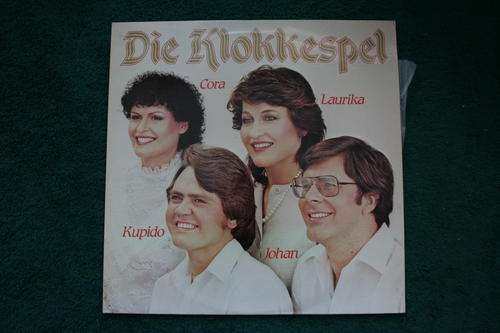 Die Klokkespel
Cora
Laurika
Kupido
Johan